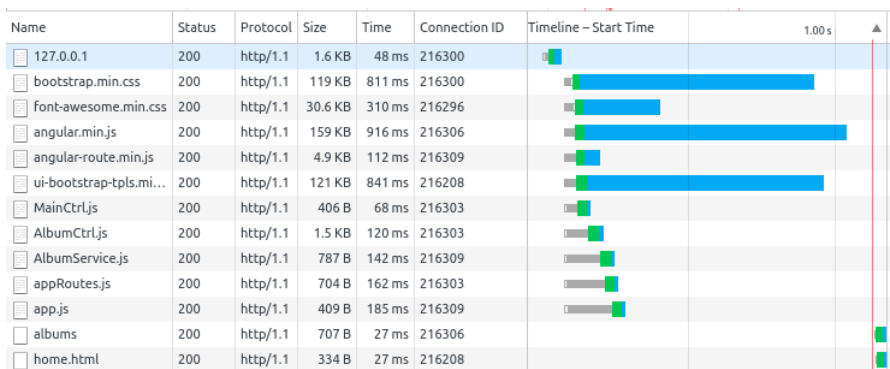 Name Status Protocol Size Time Connection ID Timeline – Start Time 1.00 s ▲
127.0.0.1 200 http/1.1 1.6 KB 48 ms 216300
bootstrap.min.css 200 http/1.1 119 KB 811 ms 216300
font-awesome.min.css 200 http/1.1 30.6 KB 310 ms 216296
angular.min.js 200 http/1.1 159 KB 916 ms 216306
angular-route.min.js 200 http/1.1 4.9 KB 112 ms 216309
ui-bootstrap-tpls.mi... 200 http/1.1 121 KB 841 ms 216208
MainCtrl.js 200 http/1.1 406 B 68 ms 216303
AlbumCtrl.js 200 http/1.1 1.5 KB 120 ms 216303
AlbumService.js 200 http/1.1 787 B 142 ms 216309
appRoutes.js 200 http/1.1 704 B 162 ms 216303
app.js 200 http/1.1 409 B 185 ms 216309
albums 200 http/1.1 707 B 27 ms 216306
home.html 200 http/1.1 334 B 27 ms 216208